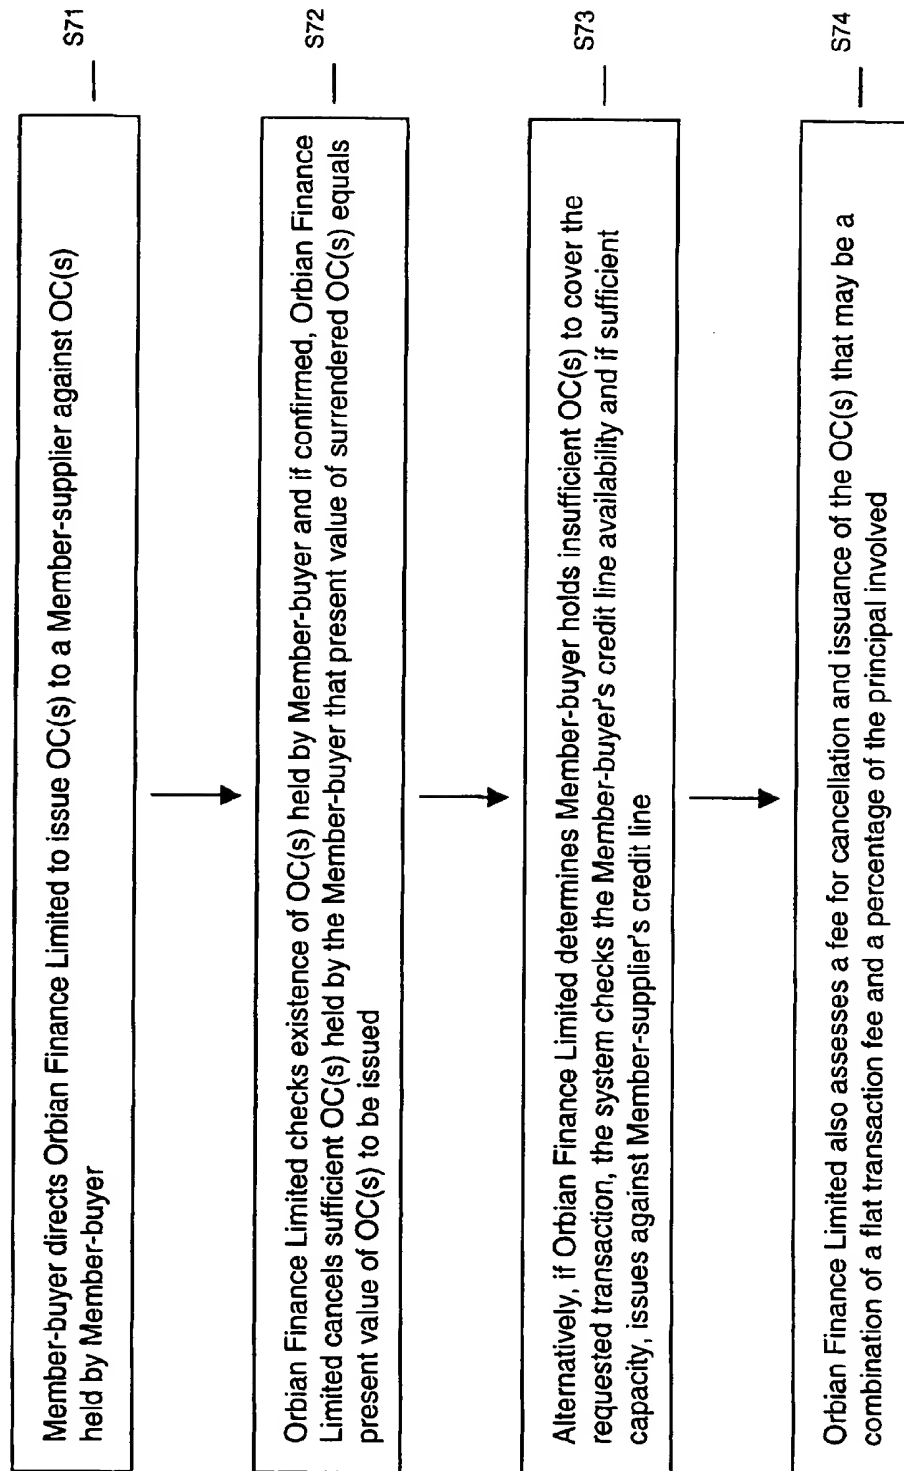 Member-buyer directs Orbian Finance Limited to issue OC(s) to a Member-supplier against OC(s)
held by Member-buyer
S71
Orbian Finance Limited checks existence of OC(s) held by Member-buyer and if confirmed, Orbian Finance
Limited cancels sufficient OC(s) held by the Member-buyer that present value of surrendered OC(s) equals
present value of OC(s) to be issued
S72
Alternatively, if Orbian Finance Limited determines Member-buyer holds insufficient OC(s) to cover the
requested transaction, the system checks the Member-buyer's credit line availability and if sufficient
capacity, issues against Member-supplier's credit line
S73
Orbian Finance Limited also assesses a fee for cancellation and issuance of the OC(s) that may be a
combination of a flat transaction fee and a percentage of the principal involved
S74